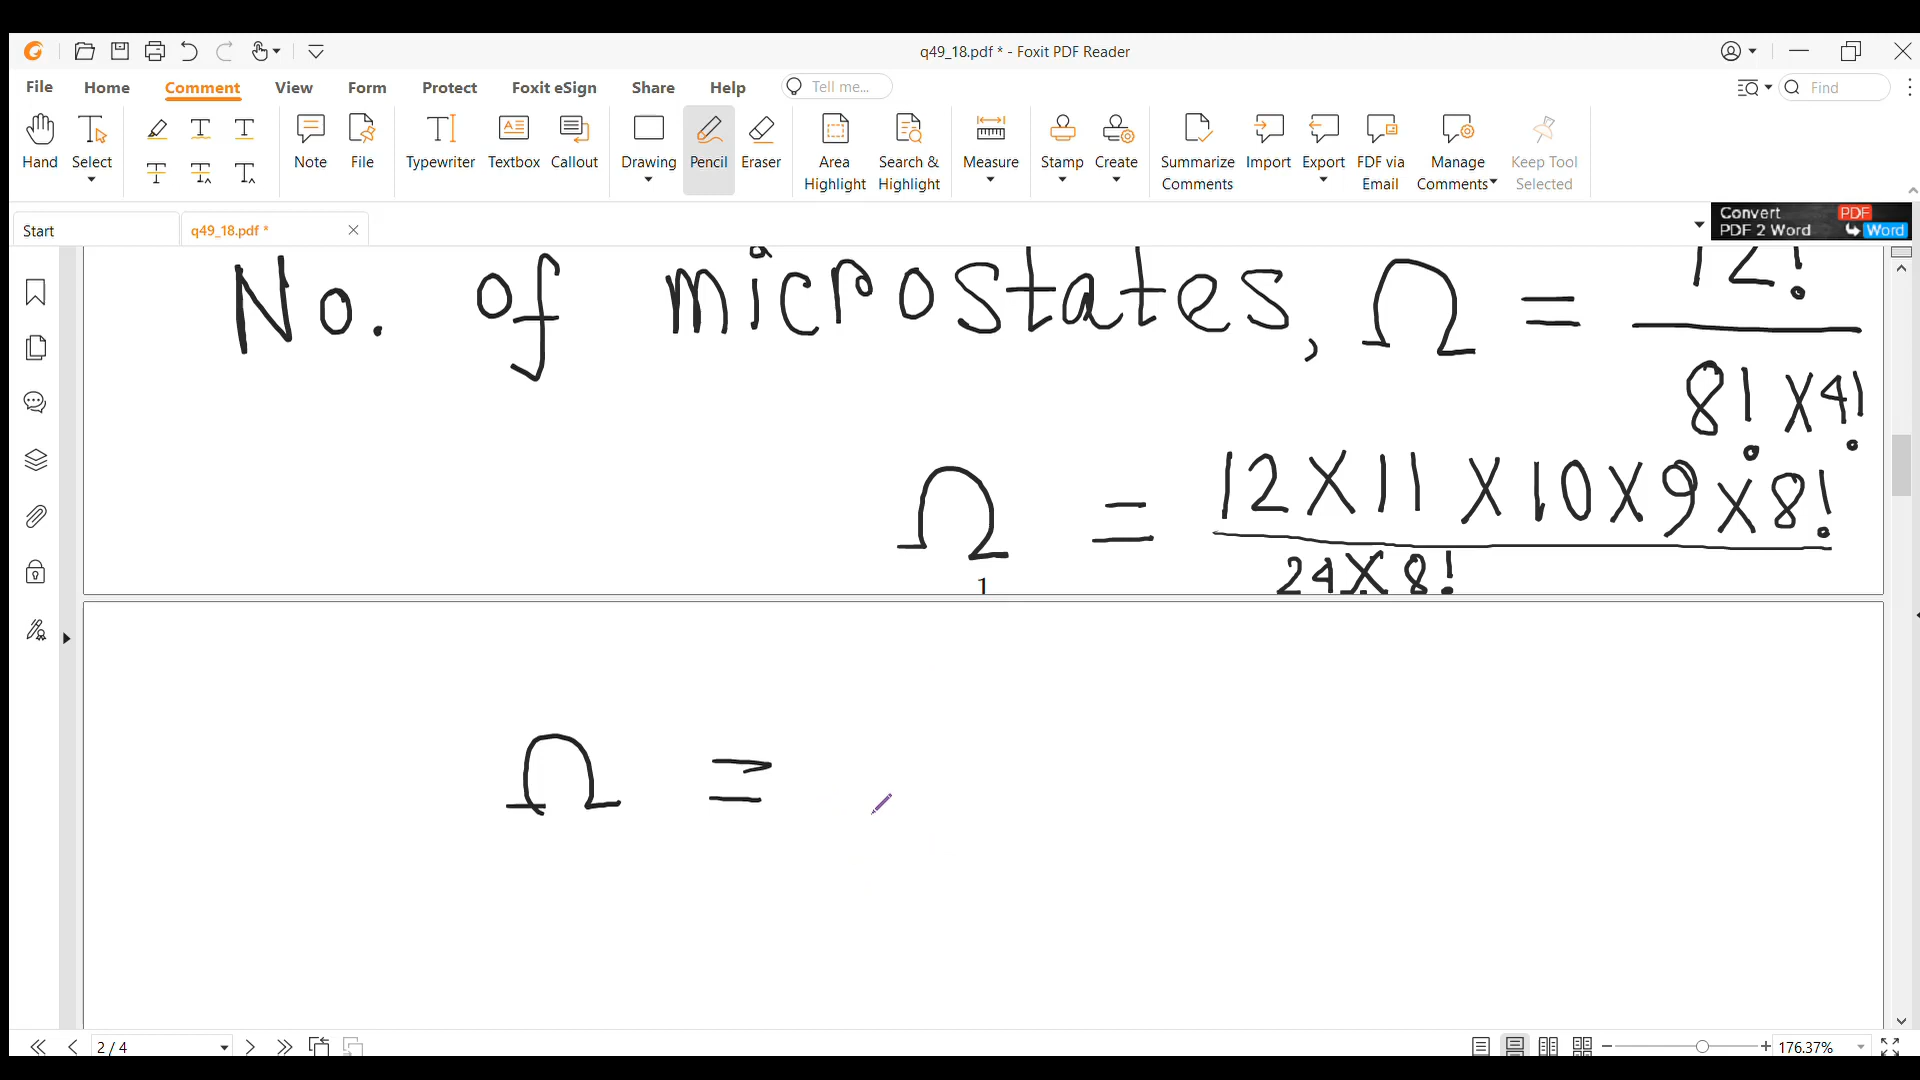 q49_18.pdf * - Foxit PDF Reader
File Home Comment View Form Protect Foxit eSign Share Help Tell me... Find
Hand Select Note File Typewriter Textbox Callout Drawing Pencil Eraser Area Highlight Search & Highlight Measure Stamp Create Summarize Comments Import Export FDF via Email Manage Comments Keep Tool Selected
Start q49_18.pdf * Convert PDF 2 Word PDF Word
No. of microstates, Ω = 12!
8! X 4!
Ω = 12 X 11 X 10 X 9 X 8!
24 X 8!
1
Ω =
2 / 4 176.37%